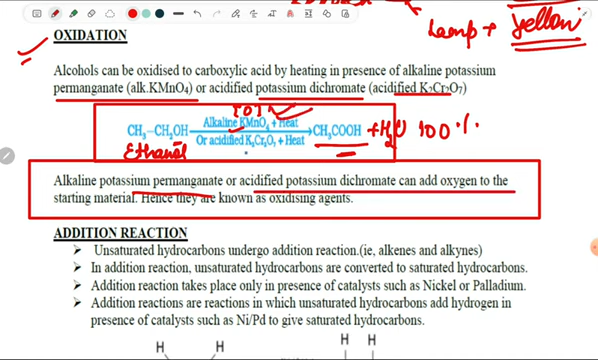 Lamp + yellow
OXIDATION
Alcohols can be oxidised to carboxylic acid by heating in presence of alkaline potassium
permanganate (alk.KMnO4) or acidified potassium dichromate (acidified K₂Cr₂O₇)
[O]
CH₃–CH₂OH Alkaline KMnO₄ + Heat CH₃COOH + H₂O 100 %
Or acidified K₂Cr₂O₇ + Heat
Ethanol
Alkaline potassium permanganate or acidified potassium dichromate can add oxygen to the
starting material. Hence they are known as oxidising agents.
ADDITION REACTION
➤ Unsaturated hydrocarbons undergo addition reaction.(ie, alkenes and alkynes)
➤ In addition reaction, unsaturated hydrocarbons are converted to saturated hydrocarbons.
➤ Addition reaction takes place only in presence of catalysts such as Nickel or Palladium.
➤ Addition reactions are reactions in which unsaturated hydrocarbons add hydrogen in
presence of catalysts such as Ni/Pd to give saturated hydrocarbons.
H H H H